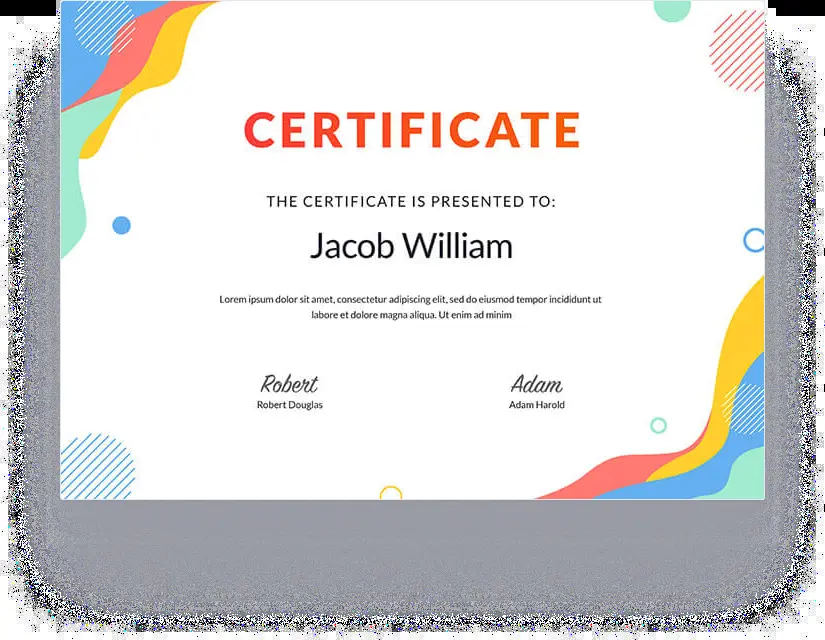 CERTIFICATE
THE CERTIFICATE IS PRESENTED TO:
Jacob William
Lorem ipsum dolor sit amet, consectetur adipiscing elit, sed do eiusmod tempor incididunt ut
labore et dolore magna aliqua. Ut enim ad minim
Robert Adam
Robert Douglas Adam Harold